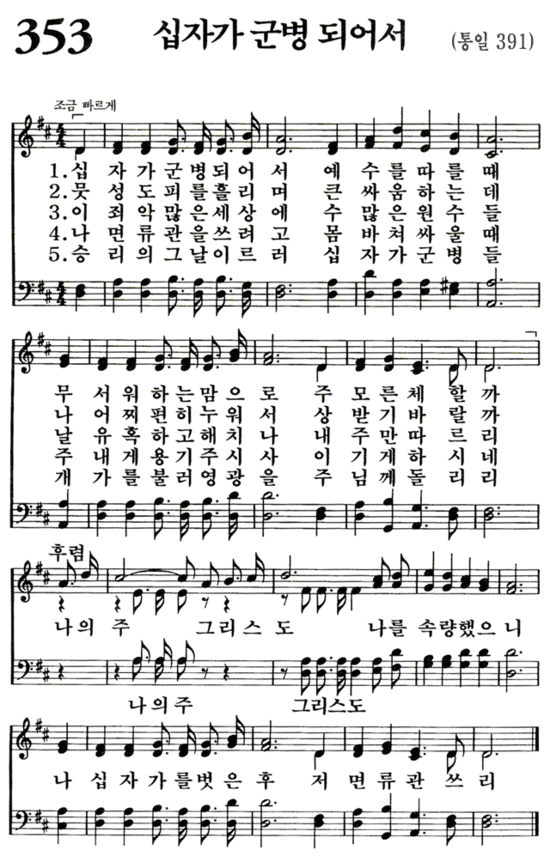 353 십자가 군병 되어서 (통일 391)
조금 빠르게
1. 십 자 가 군 병 되 어 서 예 수 를 따 를 때
2. 뭇 성 도 피 를 흘 리 며 큰 싸 움 하 는 데
3. 이 죄 악 많 은 세 상 에 수 많 은 원 수 들
4. 나 면 류 관 을 쓰 려 고 몸 바 쳐 싸 울 때
5. 승 리 의 그 날 이 르 러 십 자 가 군 병 들
무 서 워 하 는 맘 으 로 주 모 른 체 할 까
나 어 찌 편 히 누 워 서 상 받 기 바 랄 까
날 유 혹 하 고 해 치 나 내 주 만 따 르 리
주 내 게 용 기 주 시 사 이 기 게 하 시 네
개 가 를 불 러 영 광 을 주 님 께 돌 리 리
후렴
나 의 주 그 리 스 도 나 를 속 량 했 으 니
나 의 주 그리스도
나 십 자 가 를 벗 은 후 저 면 류 관 쓰 리